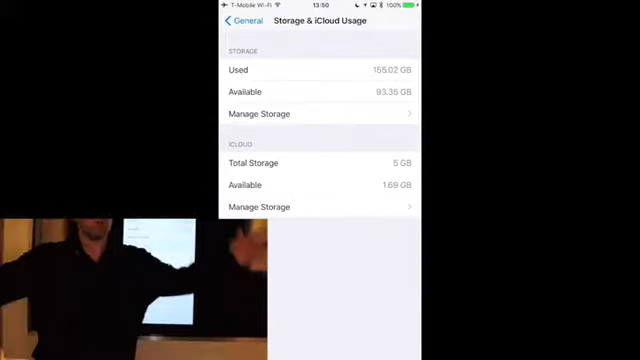 T-Mobile Wi-Fi 13:50 100%
General Storage & iCloud Usage
STORAGE
Used 155.02 GB
Available 93.35 GB
Manage Storage
ICLOUD
Total Storage 5 GB
Available 1.69 GB
Manage Storage